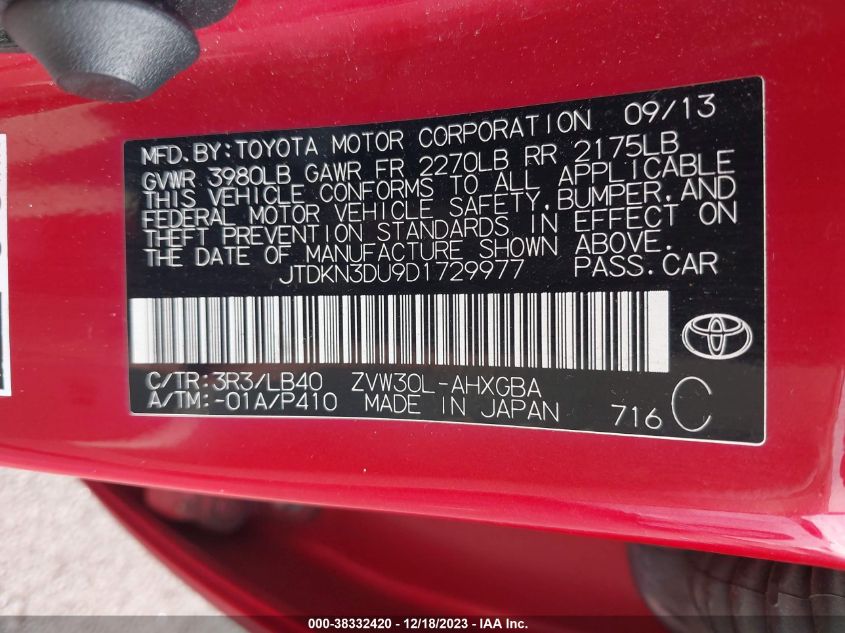 MFD. BY: TOYOTA MOTOR CORPORATION 09/13
GVWR 3980LB GAWR FR 2270LB RR 2175LB
THIS VEHICLE CONFORMS TO ALL APPLICABLE
FEDERAL MOTOR VEHICLE SAFETY, BUMPER, AND
THEFT PREVENTION STANDARDS IN EFFECT ON
THE DATE OF MANUFACTURE SHOWN ABOVE.
JTDKN3DU9D1729977 PASS. CAR
C/TR: 3R3/LB40 ZVW30L-AHXGBA
A/TM: -01A/P410 MADE IN JAPAN 716 C
000-38332420 - 12/18/2023 - IAA Inc.